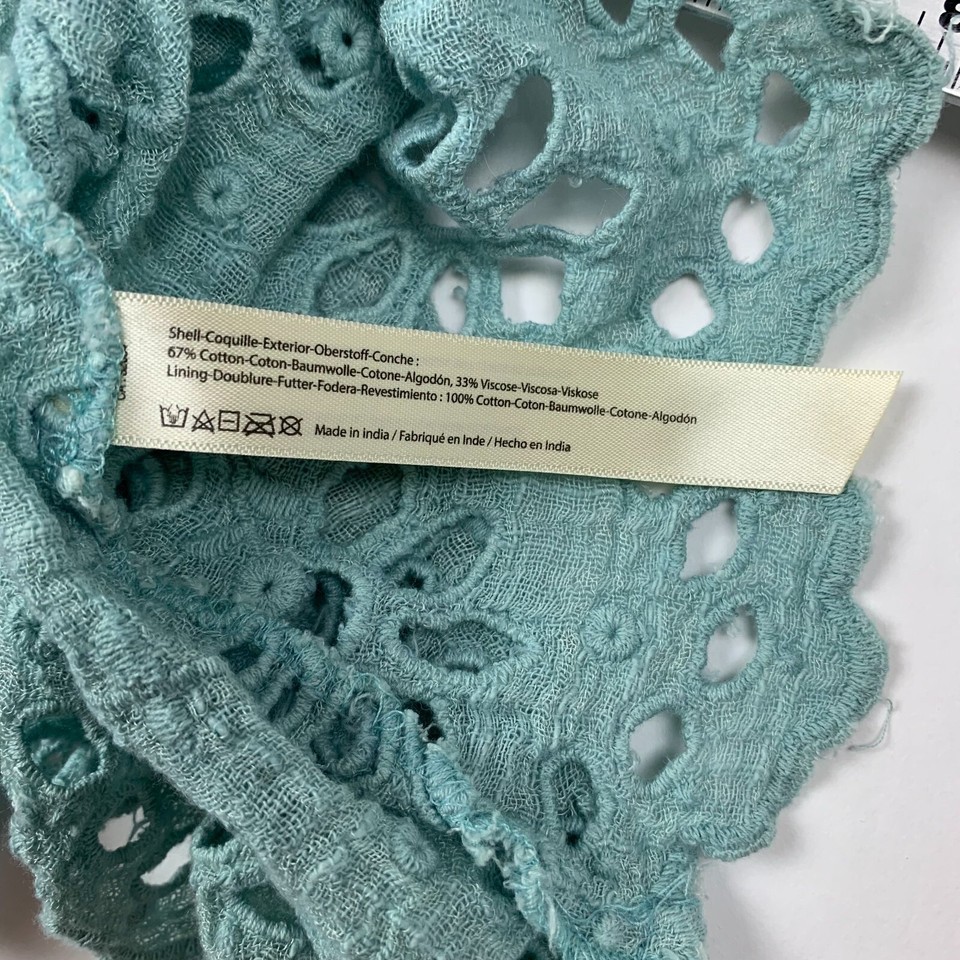 Shell-Coquille-Exterior-Oberstoff-Conche :
67% Cotton-Coton-Baumwolle-Cotone-Algodón, 33% Viscose-Viscosa-Viskose
Lining-Doublure-Futter-Fodera-Revestimiento : 100% Cotton-Coton-Baumwolle-Cotone-Algodón
Made in india / Fabriqué en Inde / Hecho en India